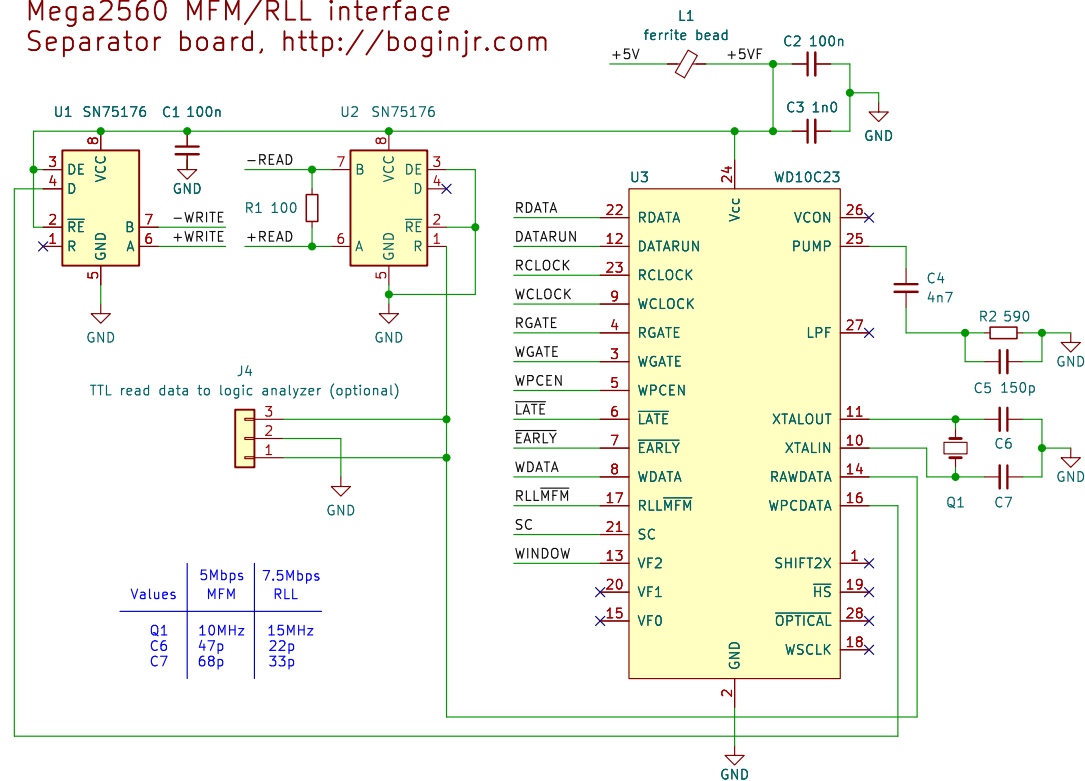 Mega2560 MFM/RLL interface
Separator board, http://boginjr.com
L1
ferrite bead
+5V
+5VF
C2 100n
C3 1n0
GND
U1 SN75176
C1 100n
U2 SN75176
8
VCC
3 DE
4 D
2 RE
1 R
B 7
A 6
GND
5
GND
GND
-WRITE
+WRITE
-READ
R1 100
+READ
8
VCC
7 B
6 A
DE 3
D 4
RE 2
R 1
GND
5
GND
J4
TTL read data to logic analyzer (optional)
3
2
1
GND
U3
WD10C23
24
Vcc
RDATA 22 RDATA
DATARUN 12 DATARUN
RCLOCK 23 RCLOCK
WCLOCK 9 WCLOCK
RGATE 4 RGATE
WGATE 3 WGATE
WPCEN 5 WPCEN
LATE 6 LATE
EARLY 7 EARLY
WDATA 8 WDATA
RLLMFM 17 RLLMFM
SC 21 SC
WINDOW 13 VF2
20 VF1
15 VF0
VCON 26
PUMP 25
LPF 27
XTALOUT 11
XTALIN 10
RAWDATA 14
WPCDATA 16
SHIFT2X 1
HS 19
OPTICAL 28
WSCLK 18
GND
2
GND
C4
4n7
R2 590
GND
C5 150p
C6
GND
Q1
C7
5Mbps 7.5Mbps
Values MFM RLL
Q1 10MHz 15MHz
C6 47p 22p
C7 68p 33p